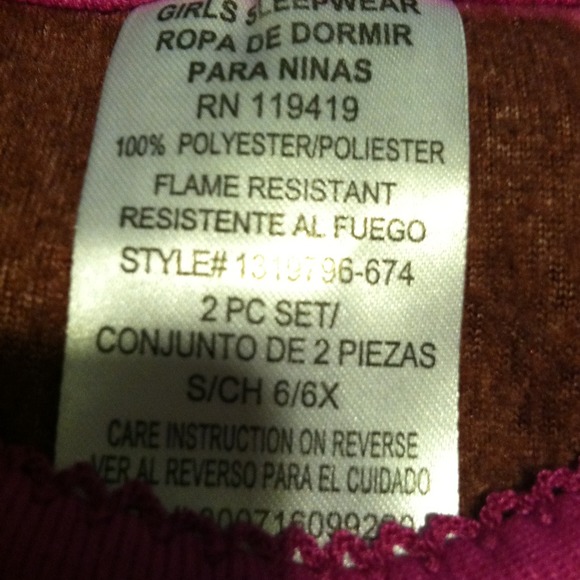 GIRLS SLEEPWEAR
ROPA DE DORMIR
PARA NINAS
RN 119419
100% POLYESTER/POLIESTER
FLAME RESISTANT
RESISTENTE AL FUEGO
STYLE# 1319796-674
2 PC SET/
CONJUNTO DE 2 PIEZAS
S/CH 6/6X
CARE INSTRUCTION ON REVERSE
VER AL REVERSO PARA EL CUIDADO